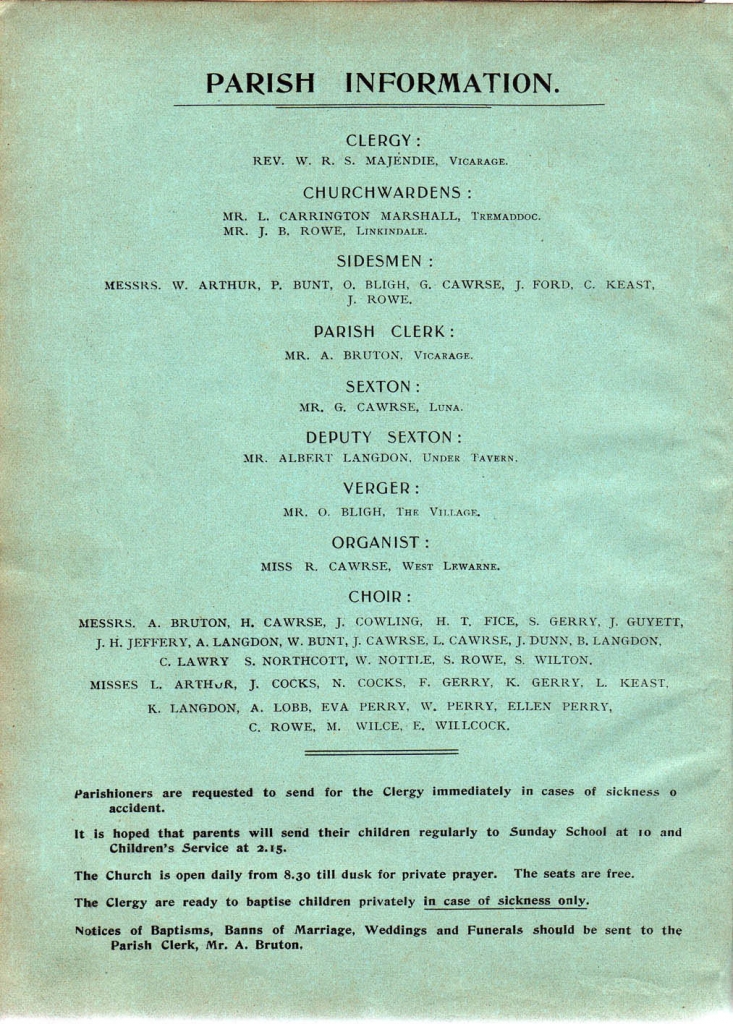 PARISH INFORMATION.
CLERGY:
REV. W. R. S. MAJENDIE, VICARAGE.
CHURCHWARDENS:
MR. L. CARRINGTON MARSHALL, TREMADDOC.
MR. J. B. ROWE, LINKINDALE.
SIDESMEN:
MESSRS. W. ARTHUR, P. BUNT, O. BLIGH, G. CAWRSE, J. FORD, C. KEAST,
J. ROWE.
PARISH CLERK:
MR. A. BRUTON, VICARAGE.
SEXTON:
MR. G. CAWRSE, LUNA.
DEPUTY SEXTON:
MR. ALBERT LANGDON, UNDER TAVERN.
VERGER:
MR. O. BLIGH, THE VILLAGE.
ORGANIST:
MISS R. CAWRSE, WEST LEWARNE.
CHOIR:
MESSRS. A. BRUTON, H. CAWRSE, J. COWLING, H. T. FICE, S. GERRY, J. GUYETT,
J. H. JEFFERY, A. LANGDON, W. BUNT, J. CAWRSE, L. CAWRSE, J. DUNN, B. LANGDON,
C. LAWRY S. NORTHCOTT, W. NOTTLE, S. ROWE, S. WILTON.
MISSES L. ARTHUR, J. COCKS, N. COCKS, F. GERRY, K. GERRY, L. KEAST,
K. LANGDON, A. LOBB, EVA PERRY, W. PERRY, ELLEN PERRY,
C. ROWE, M. WILCE, E. WILLCOCK.
Parishioners are requested to send for the Clergy immediately in cases of sickness o
accident.
It is hoped that parents will send their children regularly to Sunday School at 10 and
Children's Service at 2.15.
The Church is open daily from 8.30 till dusk for private prayer. The seats are free.
The Clergy are ready to baptise children privately in case of sickness only.
Notices of Baptisms, Banns of Marriage, Weddings and Funerals should be sent to the
Parish Clerk, Mr. A. Bruton.